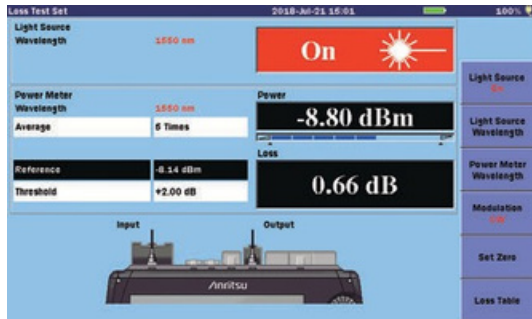 Loss Test Set 2018-Jul-21 15:01 100%
Light Source
Wavelength 1550 nm
On
Power Meter
Wavelength 1550 nm
Average 6 Times
Power
-8.80 dBm
Reference -8.14 dBm
Threshold +2.00 dB
Loss
0.66 dB
Input Output
Anritsu
Light Source
On
Light Source
Wavelength
Power Meter
Wavelength
Modulation
CW
Set Zero
Loss Table